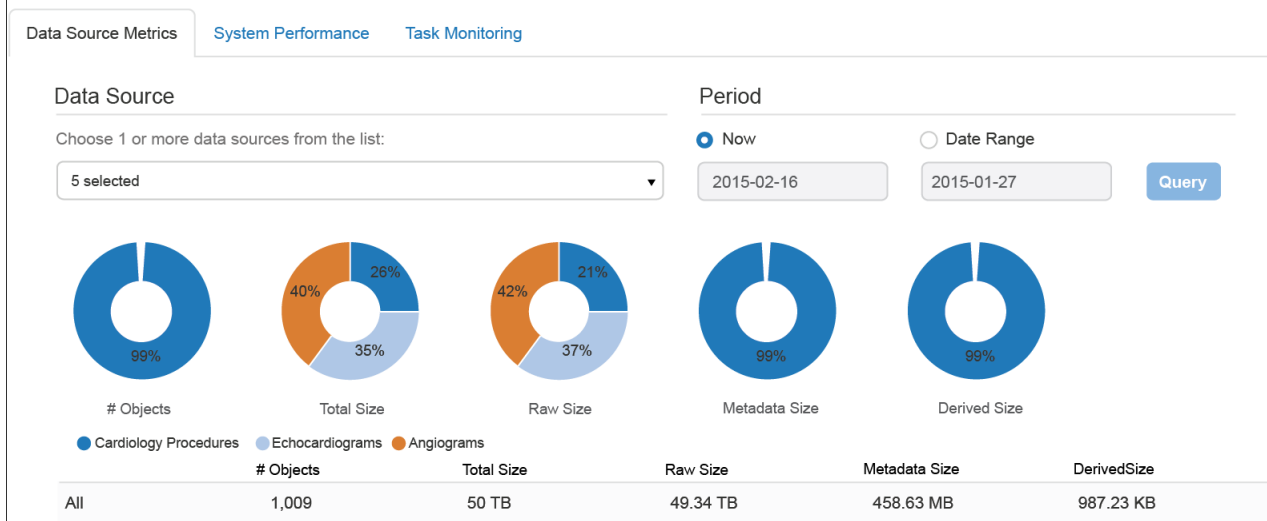 Data Source Metrics System Performance Task Monitoring
Data Source Period
Choose 1 or more data sources from the list: Now Date Range
5 selected 2015-02-16 2015-01-27 Query
26% 21%
40% 42%
35% 37%
99% 99% 99%
# Objects Total Size Raw Size Metadata Size Derived Size
Cardiology Procedures Echocardiograms Angiograms
# Objects Total Size Raw Size Metadata Size DerivedSize
All 1,009 50 TB 49.34 TB 458.63 MB 987.23 KB